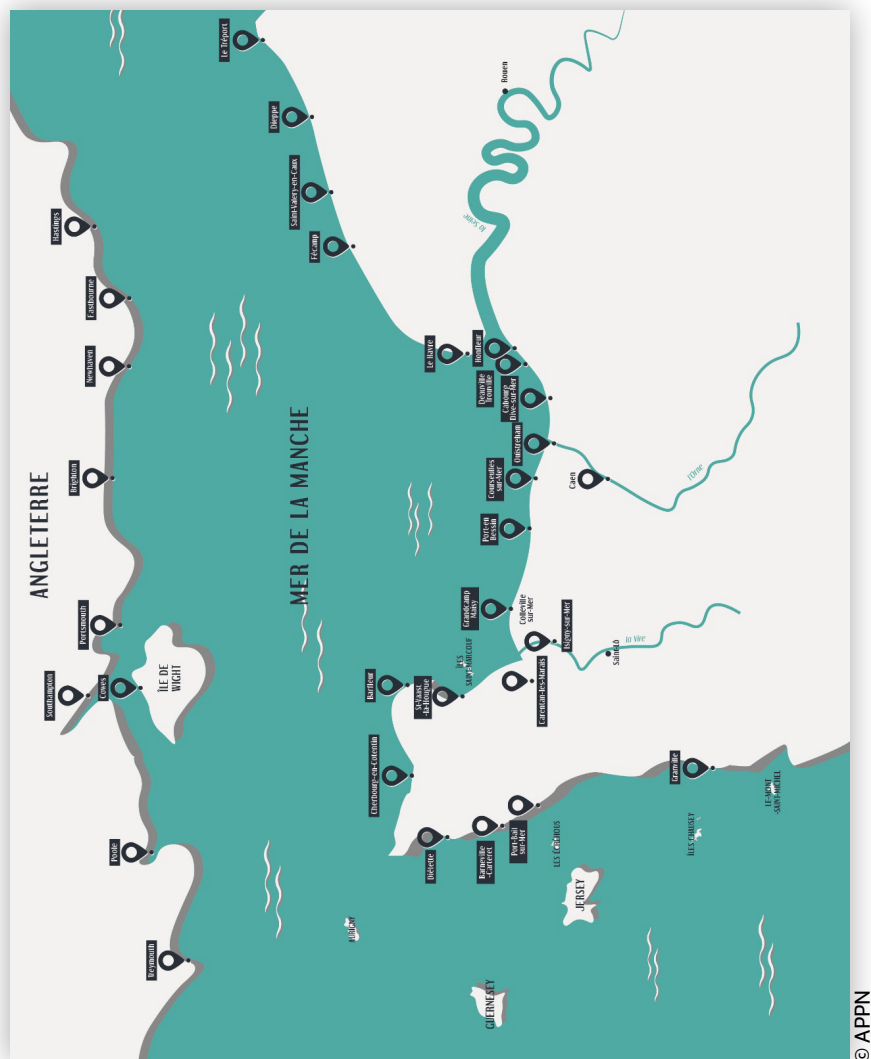 ANGLETERRE
Southampton
Portsmouth
Brighton
Newhaven
Eastbourne
Hastings
Cowes
Poole
Weymouth
ÎLE DE
WIGHT
Le Tréport
Dieppe
Saint-Valery-en-Caux
Fécamp
MER DE LA MANCHE
AURIGNY
Cherbourg-en-Cotentin
Barfleur
Diélette
St-Vaast
-la-Hougue
Le Havre
ÎLES
SAINT-MARCOUF
Barneville
-Carteret
GUERNESEY
Grandcamp
Maisy
Port-en
Bessin
Courseulles
sur-Mer
Ouistreham
Cabourg
Dive-sur-Mer
Deauville
Trouville
Honfleur
la Seine
Rouen
Port-Bail
sur-Mer
Carentan-les-Marais
Colleville
sur-Mer
Isigny-sur-Mer
LES ÉCRÉHOUS
JERSEY
Caen
Saint-Lô
la Vire
l'Orne
Granville
ÎLES CHAUSEY
LE-MONT
-SAINT-MICHEL
© APPN